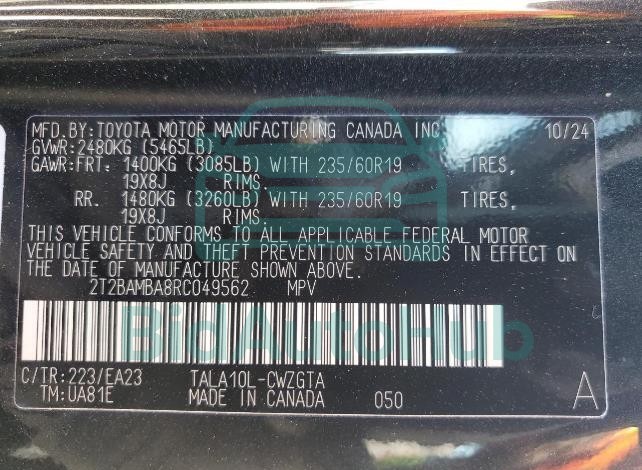 MFD.BY:TOYOTA MOTOR MANUFACTURING CANADA INC. 10/24
GVWR:2480KG (5465LB)
GAWR:FRT. 1400KG (3085LB) WITH 235/60R19 TIRES,
19X8J RIMS.
RR. 1480KG (3260LB) WITH 235/60R19 TIRES,
19X8J RIMS.
THIS VEHICLE CONFORMS TO ALL APPLICABLE FEDERAL MOTOR
VEHICLE SAFETY AND THEFT PREVENTION STANDARDS IN EFFECT ON
THE DATE OF MANUFACTURE SHOWN ABOVE.
2T2BAMBA8RC049562 MPV
BidAutoHub
C/TR:223/EA23 TALA10L-CWZGTA
TM:UA81E MADE IN CANADA 050 A